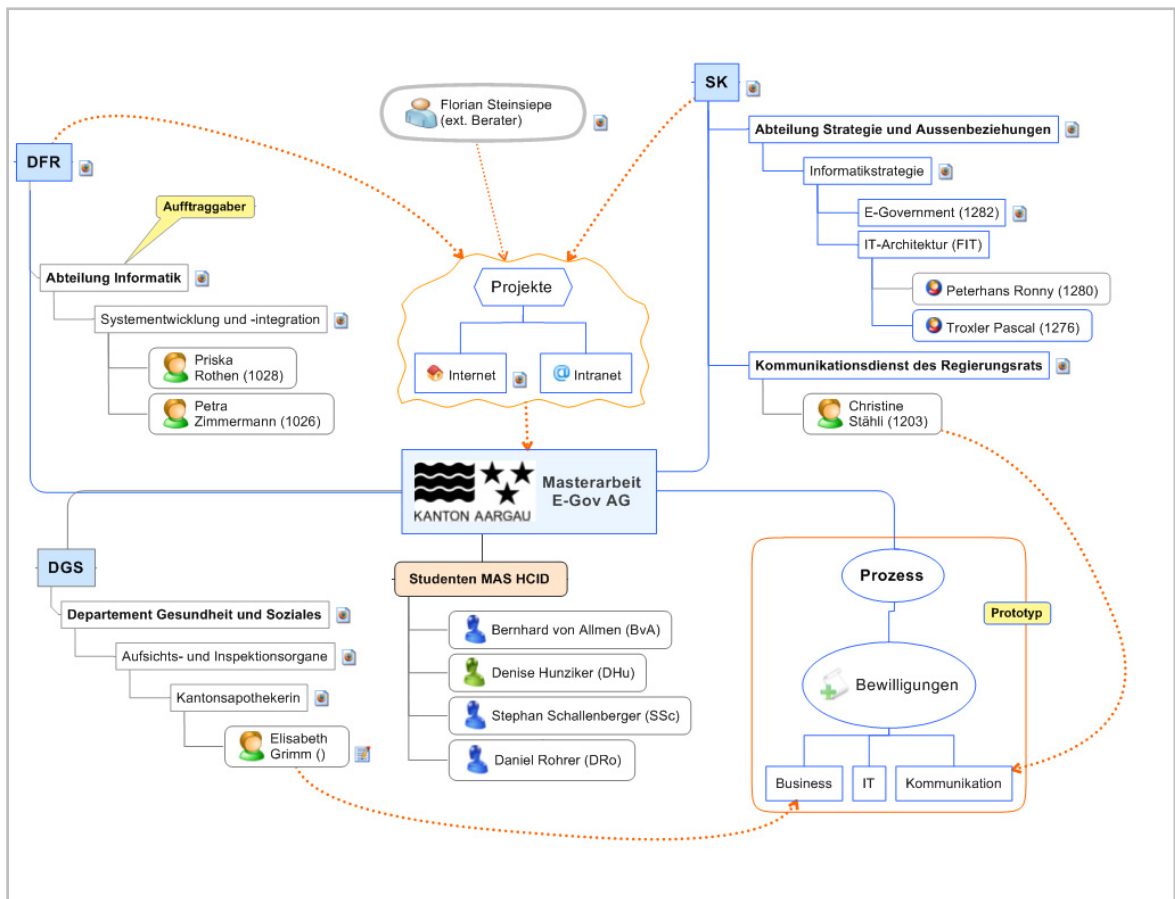 SK
Florian Steinsiepe
(ext. Berater)
Abteilung Strategie und Aussenbeziehungen
DFR
Informatikstrategie
Aufftraggaber
E-Government (1282)
IT-Architektur (FIT)
Abteilung Informatik
Projekte
Peterhans Ronny (1280)
Systementwicklung und -integration
Troxler Pascal (1276)
Priska
Rothen (1028)
Internet
Intranet
Kommunikationsdienst des Regierungsrats
Petra
Zimmermann (1026)
Christine
Stähli (1203)
Masterarbeit
E-Gov AG
KANTON AARGAU
DGS
Studenten MAS HCID
Prozess
Departement Gesundheit und Soziales
Prototyp
Bernhard von Allmen (BvA)
Aufsichts- und Inspektionsorgane
Denise Hunziker (DHu)
Bewilligungen
Kantonsapothekerin
Stephan Schallenberger (SSc)
Elisabeth
Grimm ()
Daniel Rohrer (DRo)
Business
IT
Kommunikation